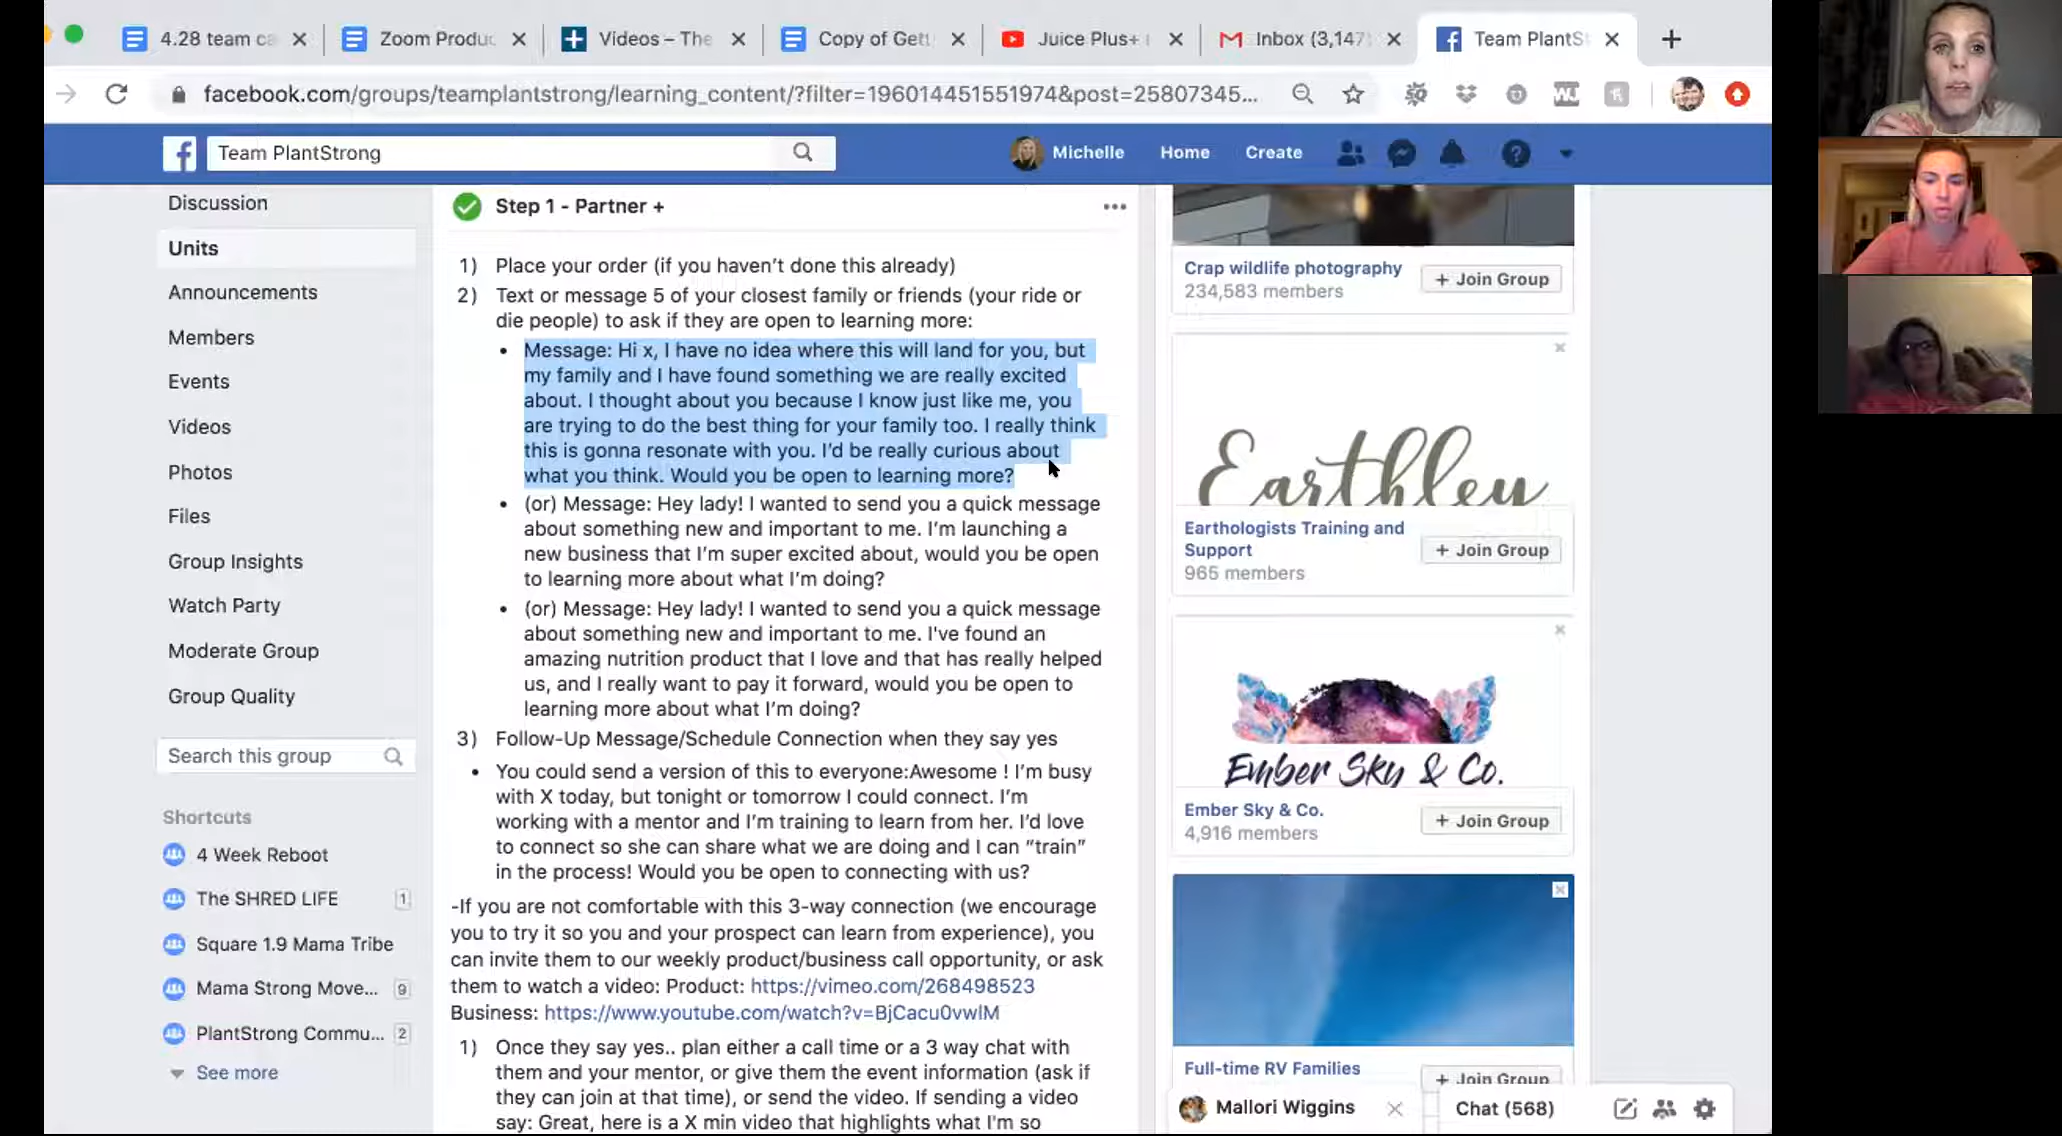 4.28 team ca
Zoom Produc
Videos – The
Copy of Gett
Juice Plus+
Inbox (3,147
Team PlantS
facebook.com/groups/teamplantstrong/learning_content/?filter=196014451551974&post=25807345...
Team PlantStrong
Michelle
Home
Create
Discussion
Units
Announcements
Members
Events
Videos
Photos
Files
Group Insights
Watch Party
Moderate Group
Group Quality
Search this group
Shortcuts
4 Week Reboot
The SHRED LIFE 1
Square 1.9 Mama Tribe
Mama Strong Move... 9
PlantStrong Commu... 2
See more
Step 1 - Partner +
1) Place your order (if you haven't done this already)
2) Text or message 5 of your closest family or friends (your ride or
die people) to ask if they are open to learning more:
• Message: Hi x, I have no idea where this will land for you, but
my family and I have found something we are really excited
about. I thought about you because I know just like me, you
are trying to do the best thing for your family too. I really think
this is gonna resonate with you. I'd be really curious about
what you think. Would you be open to learning more?
• (or) Message: Hey lady! I wanted to send you a quick message
about something new and important to me. I'm launching a
new business that I'm super excited about, would you be open
to learning more about what I'm doing?
• (or) Message: Hey lady! I wanted to send you a quick message
about something new and important to me. I've found an
amazing nutrition product that I love and that has really helped
us, and I really want to pay it forward, would you be open to
learning more about what I'm doing?
3) Follow-Up Message/Schedule Connection when they say yes
• You could send a version of this to everyone:Awesome ! I'm busy
with X today, but tonight or tomorrow I could connect. I'm
working with a mentor and I'm training to learn from her. I'd love
to connect so she can share what we are doing and I can "train"
in the process! Would you be open to connecting with us?
-If you are not comfortable with this 3-way connection (we encourage
you to try it so you and your prospect can learn from experience), you
can invite them to our weekly product/business call opportunity, or ask
them to watch a video: Product: https://vimeo.com/268498523
Business: https://www.youtube.com/watch?v=BjCacu0vwlM
1) Once they say yes.. plan either a call time or a 3 way chat with
them and your mentor, or give them the event information (ask if
they can join at that time), or send the video. If sending a video
say: Great, here is a X min video that highlights what I'm so
Crap wildlife photography
234,583 members
+ Join Group
Earthley
Earthologists Training and
Support
965 members
+ Join Group
Ember Sky & Co.
Ember Sky & Co.
4,916 members
+ Join Group
Full-time RV Families
+ Join Group
Mallori Wiggins
Chat (568)